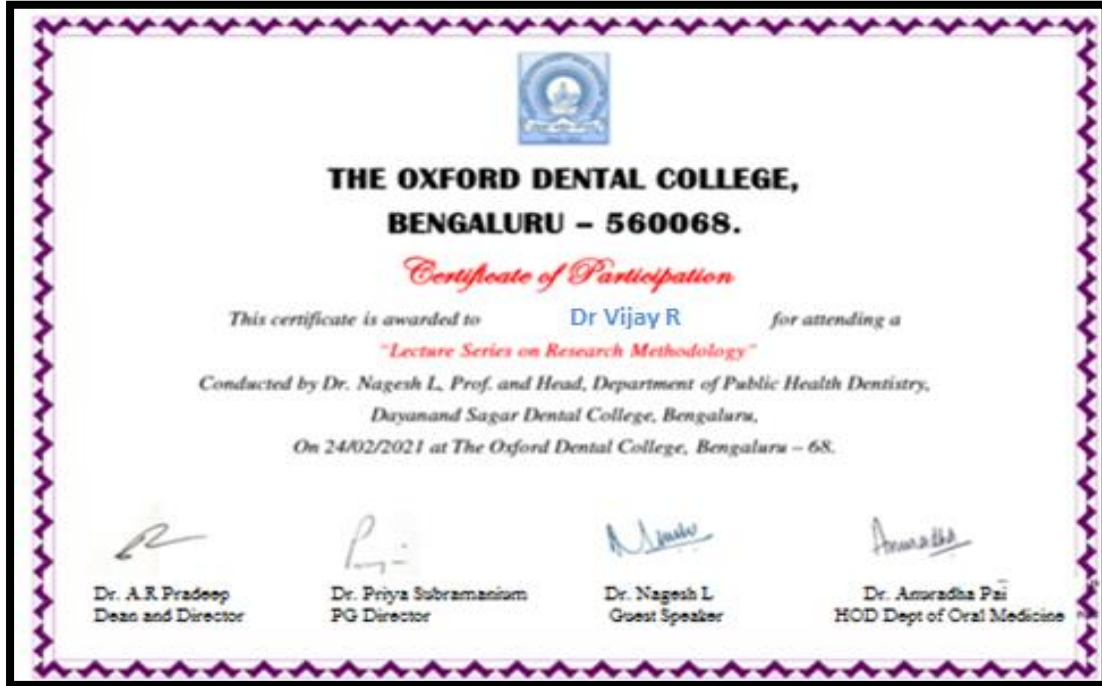 THE OXFORD DENTAL COLLEGE,
BENGALURU – 560068.
Certificate of Participation
This certificate is awarded to Dr Vijay R for attending a
"Lecture Series on Research Methodology"
Conducted by Dr. Nagesh L, Prof. and Head, Department of Public Health Dentistry,
Dayanand Sagar Dental College, Bengaluru,
On 24/02/2021 at The Oxford Dental College, Bengaluru – 68.
Anuradha
Dr. A.R Pradeep Dr. Priya Subramanium Dr. Nagesh L Dr. Anuradha Pai
Dean and Director PG Director Guest Speaker HOD Dept of Oral Medicine